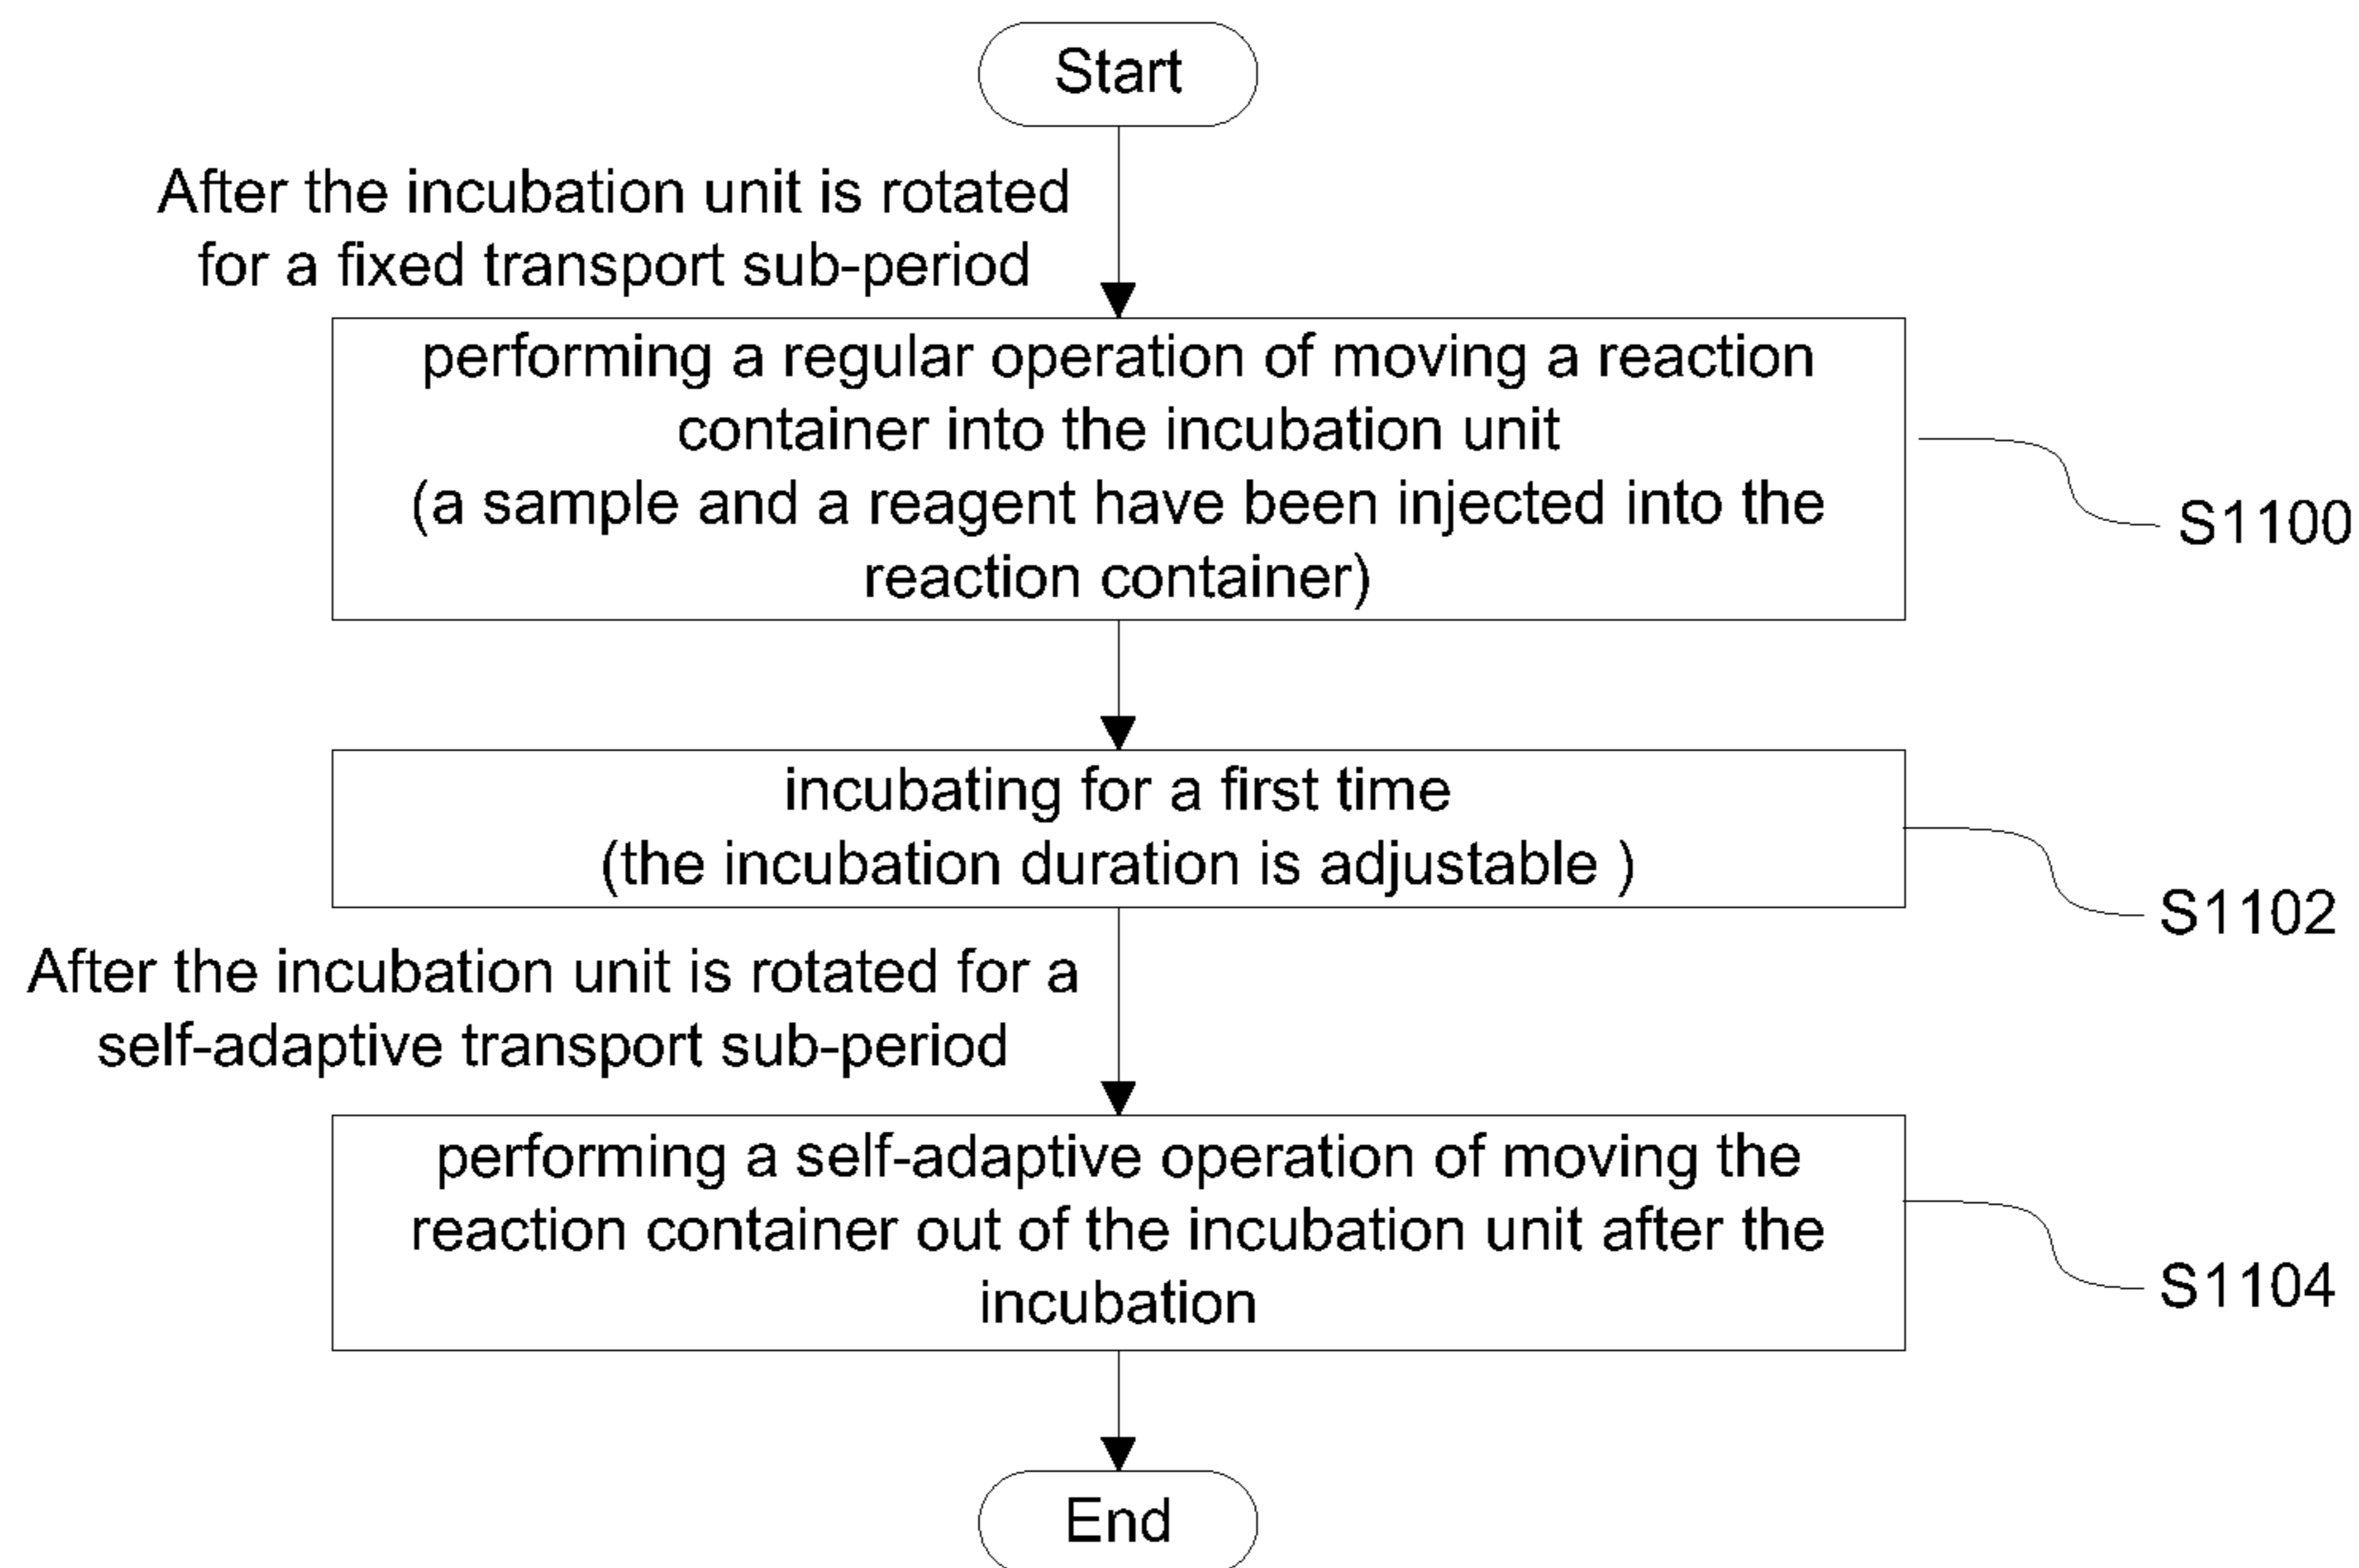 Start
After the incubation unit is rotated
for a fixed transport sub-period
performing a regular operation of moving a reaction
container into the incubation unit
(a sample and a reagent have been injected into the
reaction container)
S1100
incubating for a first time
(the incubation duration is adjustable )
S1102
After the incubation unit is rotated for a
self-adaptive transport sub-period
performing a self-adaptive operation of moving the
reaction container out of the incubation unit after the
incubation
S1104
End